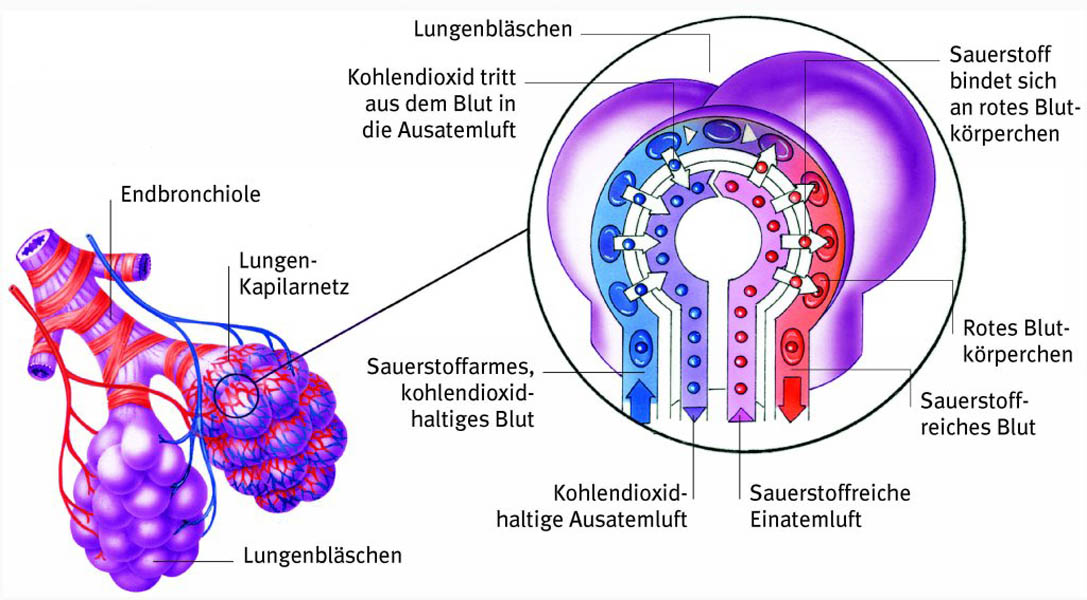 Lungenbläschen
Kohlendioxid tritt
aus dem Blut in
die Ausatemluft
Sauerstoff
bindet sich
an rotes Blut-
körperchen
Endbronchiole
Lungen-
Kapilarnetz
Rotes Blut-
körperchen
Sauerstoffarmes,
kohlendioxid-
haltiges Blut
Sauerstoff-
reiches Blut
Kohlendioxid-
haltige Ausatemluft
Sauerstoffreiche
Einatemluft
Lungenbläschen